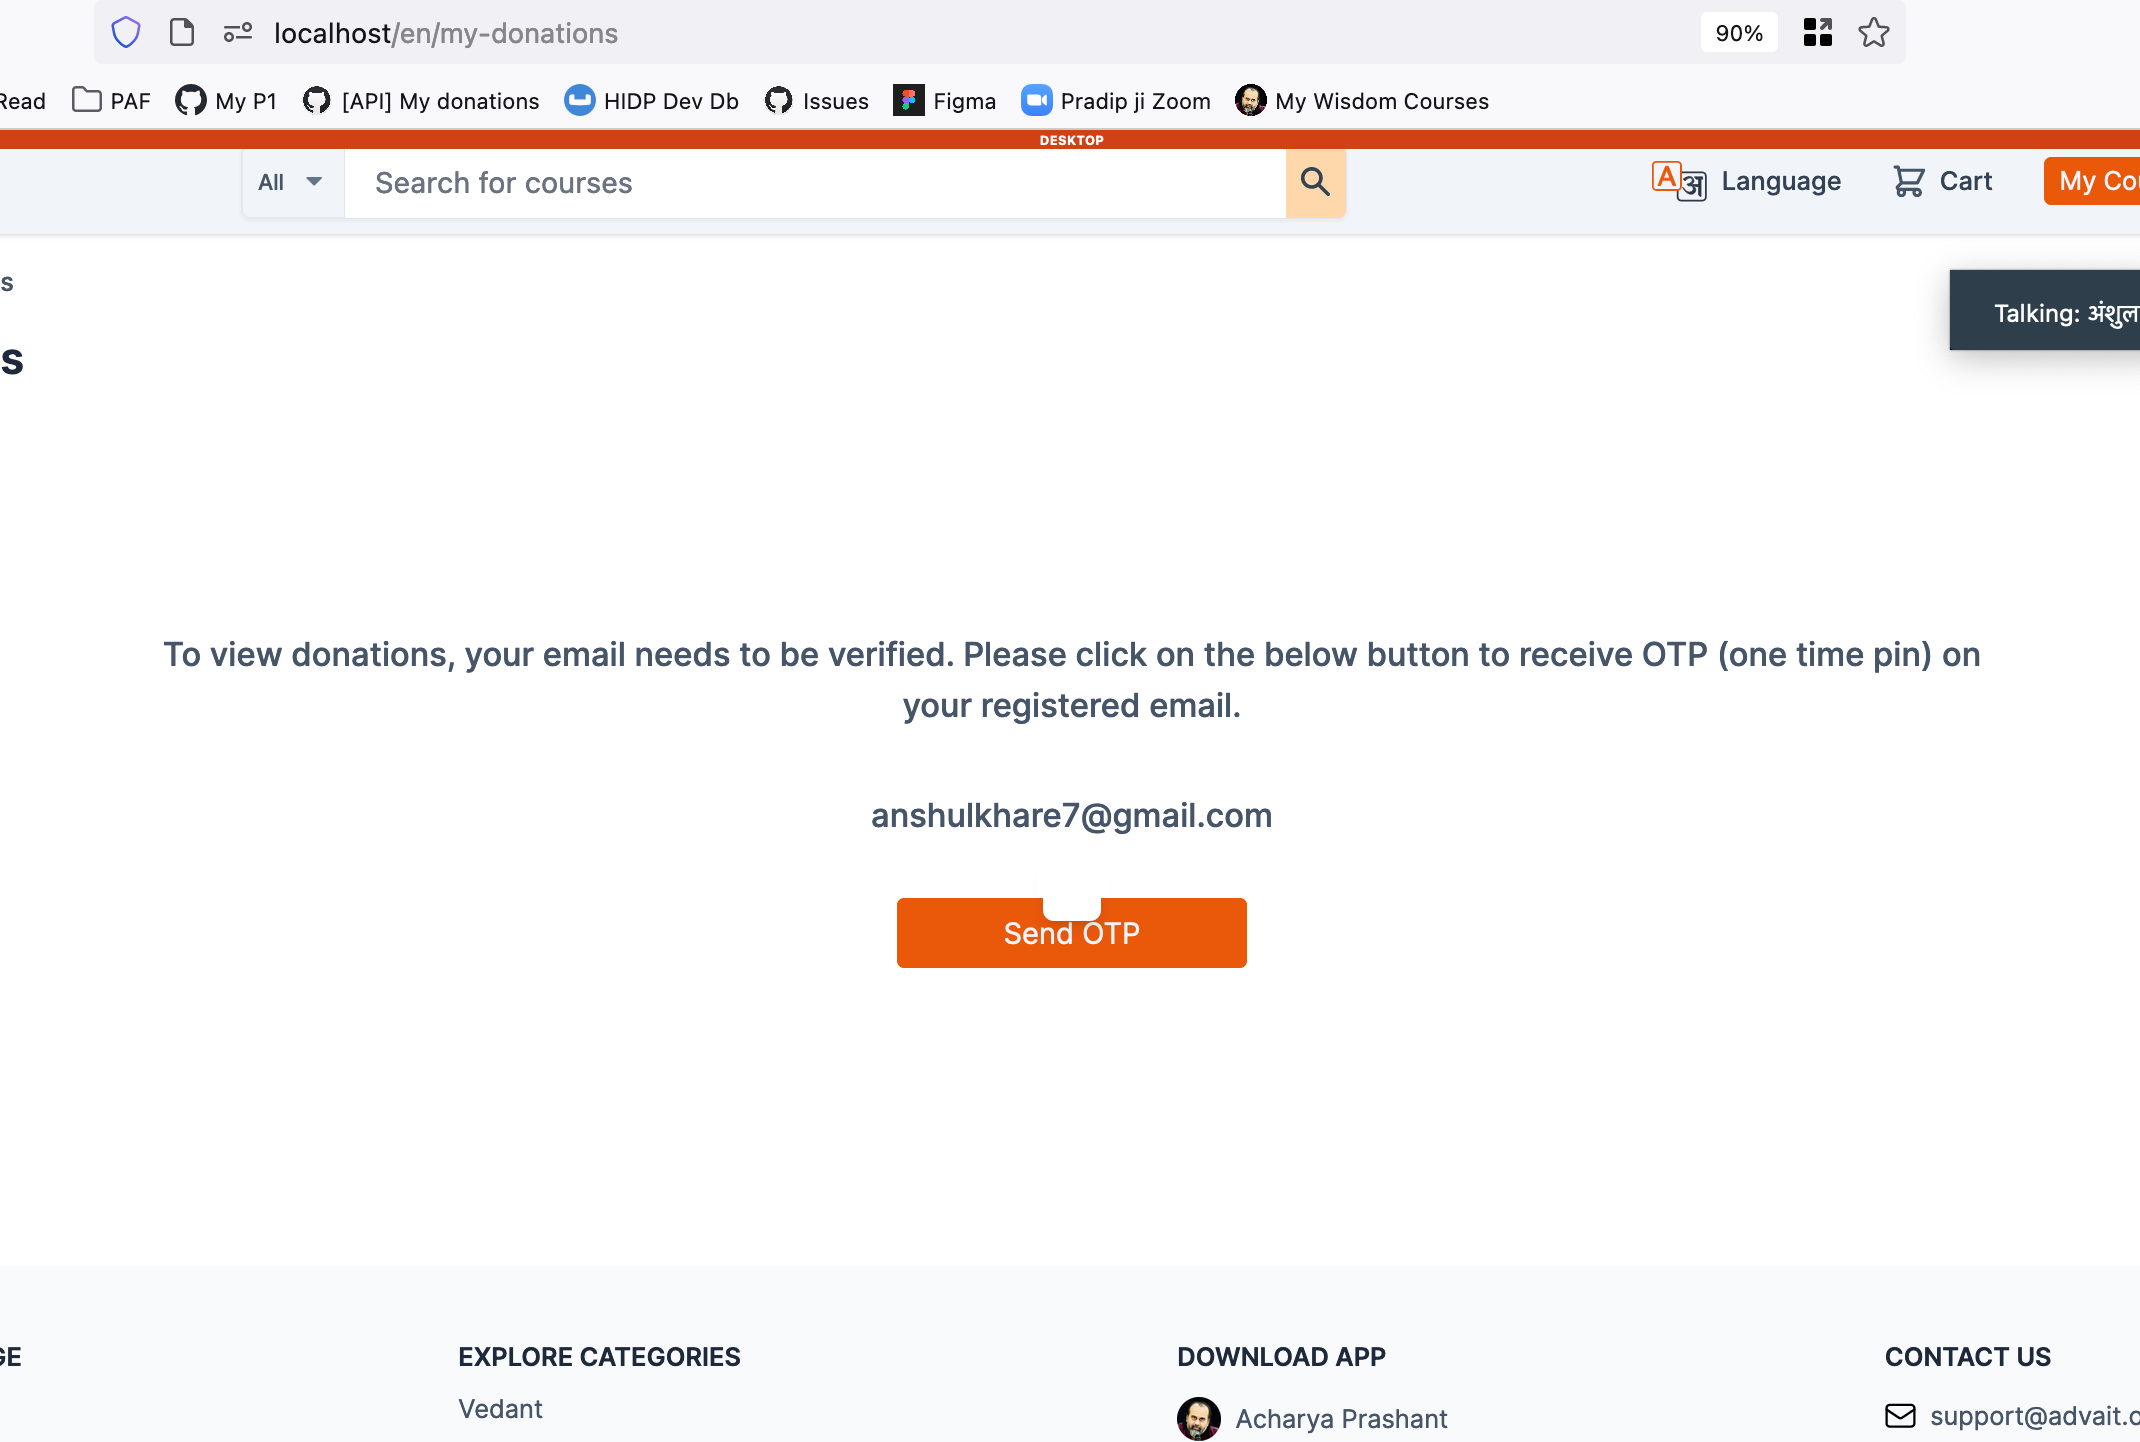 localhost/en/my-donations
90%
Read PAF My P1 [API] My donations HIDP Dev Db Issues Figma Pradip ji Zoom My Wisdom Courses
DESKTOP
All Search for courses
Language Cart My Cou
s
s
Talking: अंशुल
To view donations, your email needs to be verified. Please click on the below button to receive OTP (one time pin) on
your registered email.
anshulkhare7@gmail.com
Send OTP
GE
EXPLORE CATEGORIES
Vedant
DOWNLOAD APP
Acharya Prashant
CONTACT US
support@advait.o